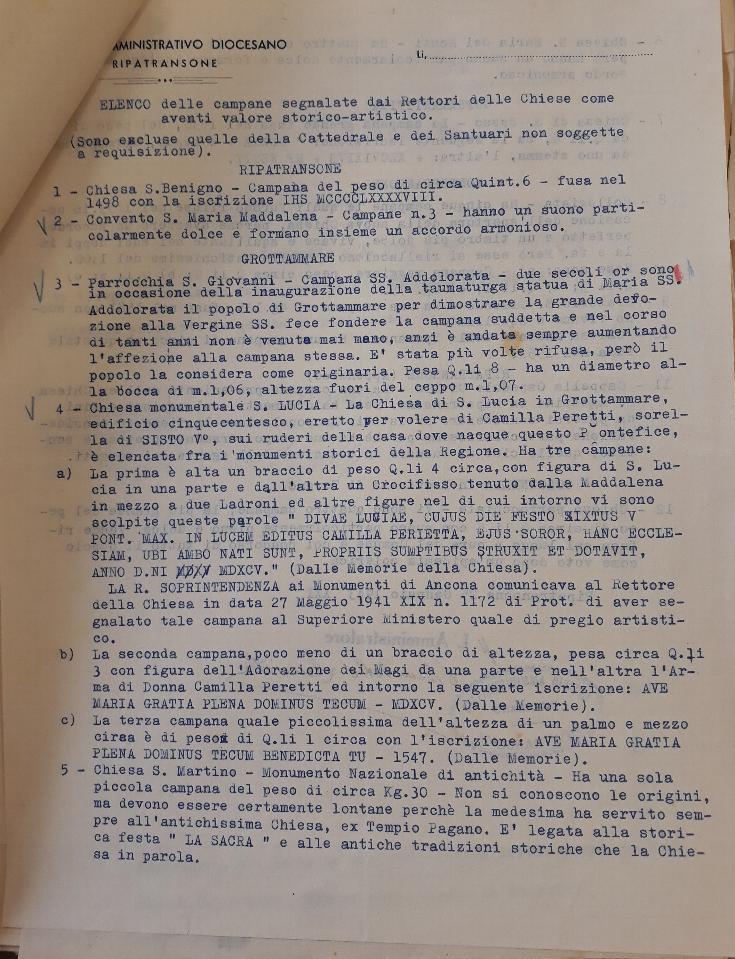 AMMINISTRATIVO DIOCESANO
RIPATRANSONE
li,
ELENCO delle campane segnalate dai Rettori delle Chiese come
aventi valore storico-artistico.
(Sono escluse quelle della Cattedrale e dei Santuari non soggette
a requisizione).
RIPATRANSONE
1 - Chiesa S.Benigno - Campana del peso di circa Quint.6 - fusa nel
1498 con la iscrizione IHS MCCCCLXXXXVIII.
2 - Convento S. Maria Maddalena - Campane n.3 - hanno un suono parti-
colarmente dolce e formano insieme un accordo armonioso.
GROTTAMMARE
3 - Parrocchia S. Giovanni - Campana SS. Addolorata - due secoli or sono
in occasione della inaugurazione della taumaturga statua di Maria SS.
Addolorata il popolo di Grottammare per dimostrare la grande devo-
zione alla Vergine SS. fece fondere la campana suddetta e nel corso
di tanti anni non è venuta mai mano, anzi è andata sempre aumentando
l'affezione alla campana stessa. E' stata più volte rifusa, però il
popolo la considera come originaria. Pesa Q.li 8 - ha un diametro al-
la bocca di m.1,06, altezza fuori del ceppo m.1,07.
4 - Chiesa monumentale S. LUCIA - La Chiesa di S. Lucia in Grottammare,
edificio cinquecentesco, eretto per volere di Camilla Peretti, sorel-
la di SISTO V°, sui ruderi della casa dove nacque questo Pontefice,
è elencata fra i monumenti storici della Regione. Ha tre campane:
a) La prima è alta un braccio di peso Q.li 4 circa,con figura di S. Lu-
cia in una parte e dall'altra un Crocifisso tenuto dalla Maddalena
in mezzo a due Ladroni ed altre figure nel di cui intorno vi sono
scolpite queste parole " DIVAE LUCIAE, CUJUS DIE FESTO XIXTUS V
PONT. MAX. IN LUCEM EDITUS CAMILLA PERIETTA, EJUS SOROR, HANC ECCLE-
SIAM, UBI AMBO NATI SUNT, PROPRIIS SUMPTIBUS STRUXIT ET DOTAVIT,
ANNO D.NI MDXCV." (Dalle Memorie della Chiesa).
LA R. SOPRINTENDENZA ai Monumenti di Ancona comunicava al Rettore
della Chiesa in data 27 Maggio 1941 XIX n. 1172 di Prot. di aver se-
gnalato tale campana al Superiore Ministero quale di pregio artisti-
co.
b) La seconda campana,poco meno di un braccio di altezza, pesa circa Q.li
3 con figura dell'Adorazione dei Magi da una parte e nell'altra l'Ar-
ma di Donna Camilla Peretti ed intorno la seguente iscrizione: AVE
MARIA GRATIA PLENA DOMINUS TECUM - MDXCV. (Dalle Memorie).
c) La terza campana quale piccolissima dell'altezza di un palmo e mezzo
circa è di peso di Q.li 1 circa con l'iscrizione: AVE MARIA GRATIA
PLENA DOMINUS TECUM BENEDICTA TU - 1547. (Dalle Memorie).
5 - Chiesa S. Martino - Monumento Nazionale di antichità - Ha una sola
piccola campana del peso di circa Kg.30 - Non si conoscono le origini,
ma devono essere certamente lontane perchè la medesima ha servito sem-
pre all'antichissima Chiesa, ex Tempio Pagano. E' legata alla stori-
ca festa " LA SACRA " e alle antiche tradizioni storiche che la Chie-
sa in parola.